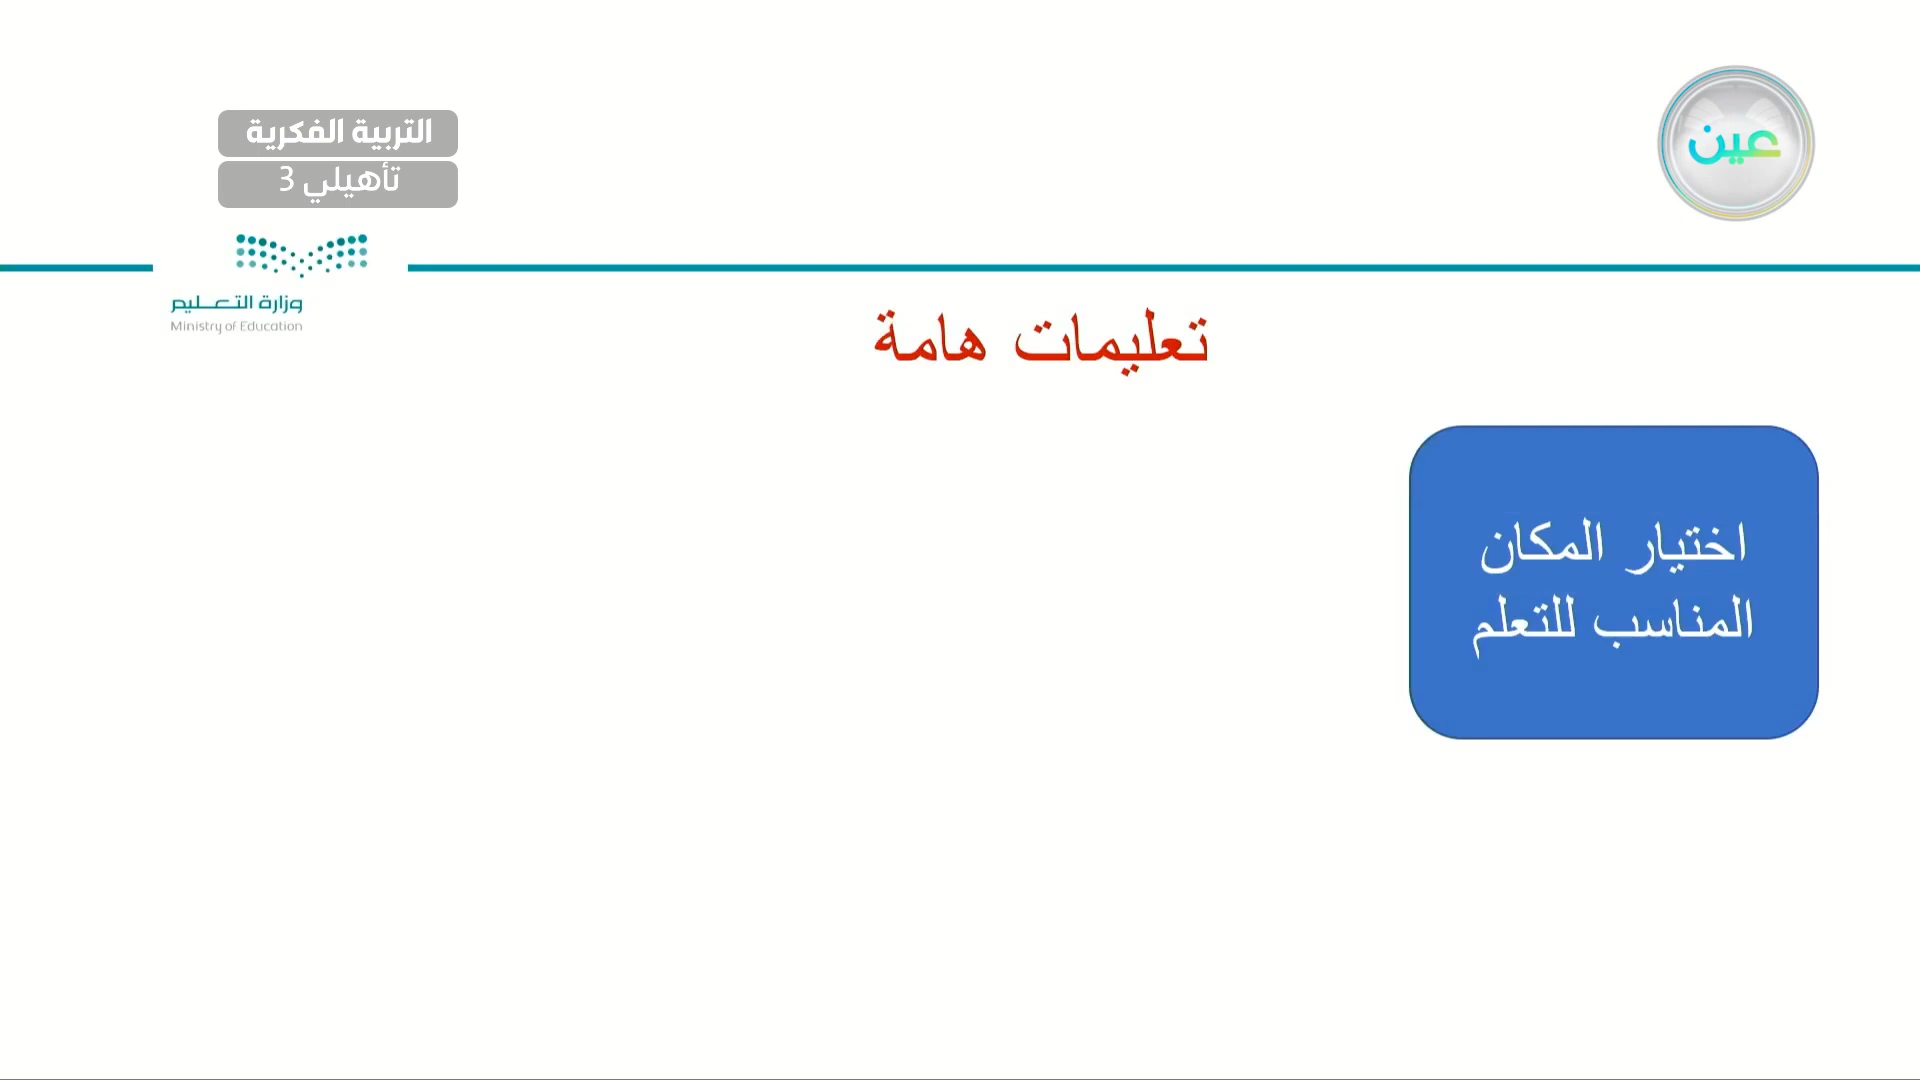 عين
التربية الفكرية
تأهيلي 3
وزارة التعليم
Ministry of Education
تعليمات هامة
اختيار المكان
المناسب للتعلم